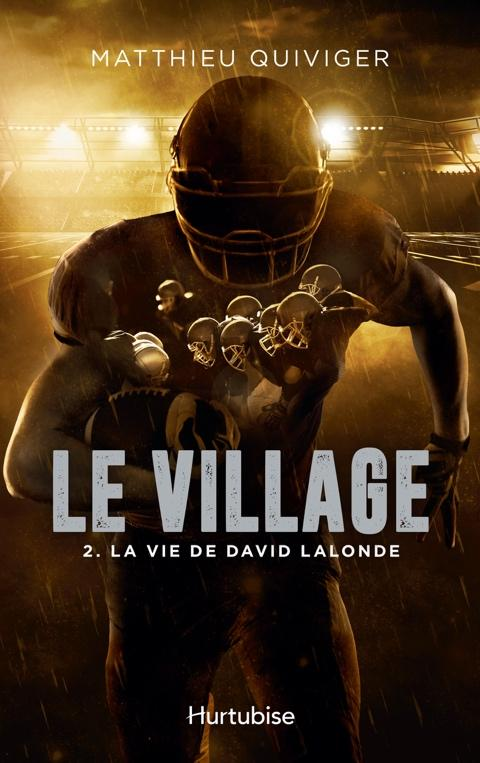 MATTHIEU QUIVIGER
LE VILLAGE
2. LA VIE DE DAVID LALONDE
Hurtubise